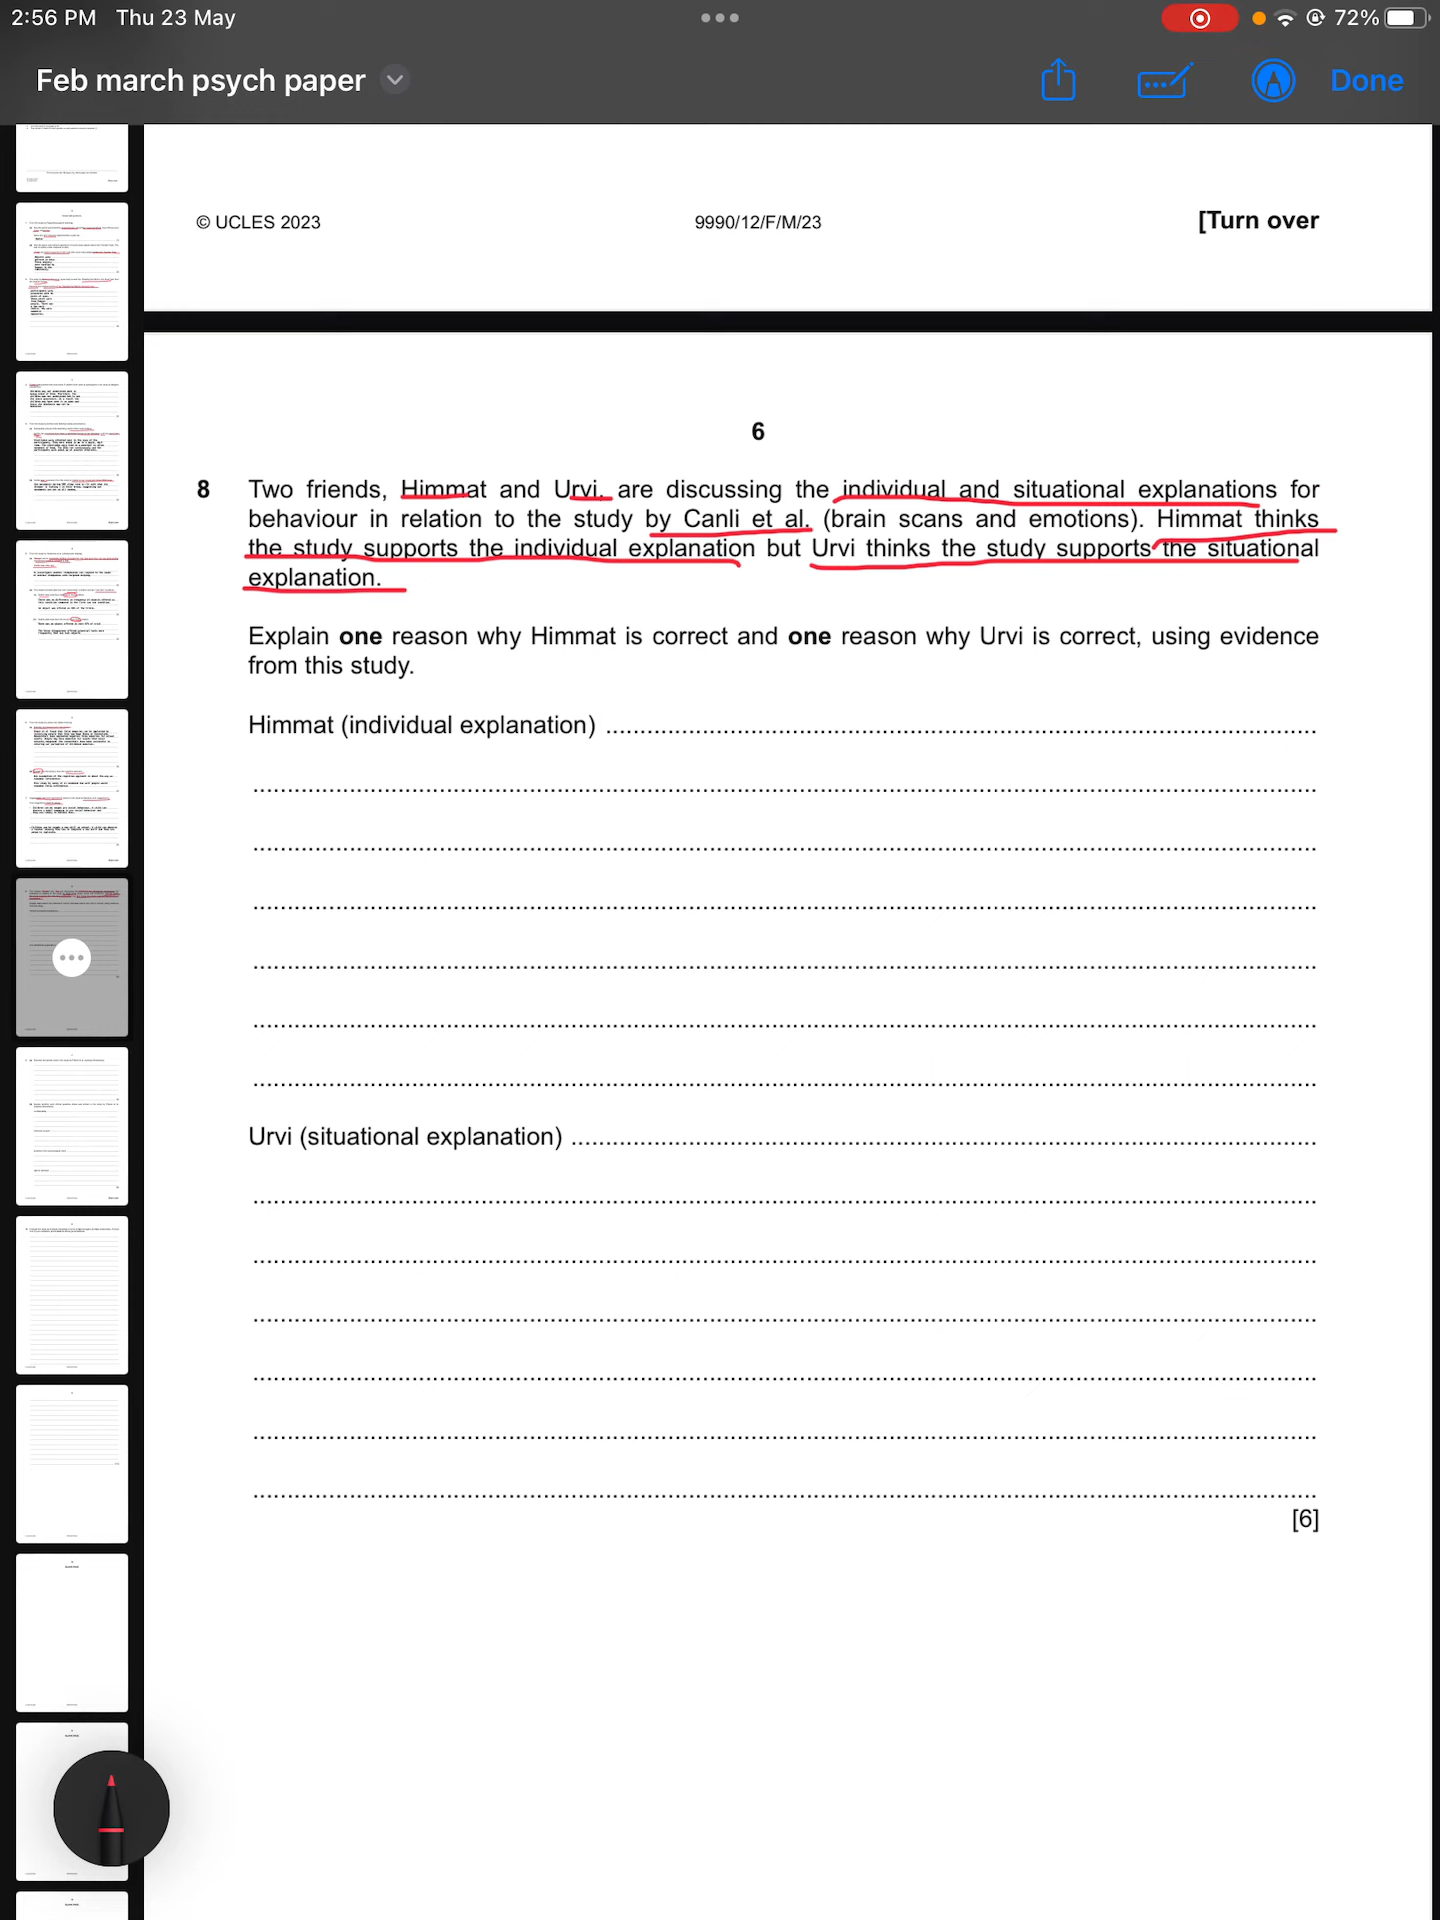 2:56 PM Thu 23 May
72%
Feb march psych paper
Done
© UCLES 2023
9990/12/F/M/23
[Turn over
6
8 Two friends, Himmat and Urvi, are discussing the individual and situational explanations for
behaviour in relation to the study by Canli et al. (brain scans and emotions). Himmat thinks
the study supports the individual explanation but Urvi thinks the study supports the situational
explanation.
Explain one reason why Himmat is correct and one reason why Urvi is correct, using evidence
from this study.
Himmat (individual explanation)
Urvi (situational explanation)
[6]